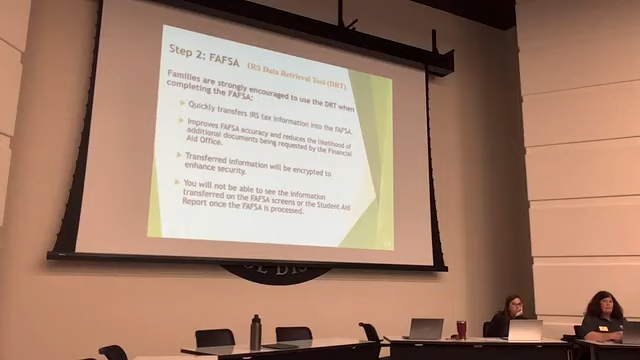 Step 2: FAFSA IRS Data Retrieval Tool (DRT)
Families are strongly encouraged to use the DRT when
completing the FAFSA:
Quickly transfers IRS tax information into the FAFSA.
Improves FAFSA accuracy and reduces the likelihood of
additional documents being requested by the Financial
Aid Office.
Transferred information will be encrypted to
enhance security.
You will not be able to see the information
transferred on the FAFSA screens or the Student Aid
Report once the FAFSA is processed.